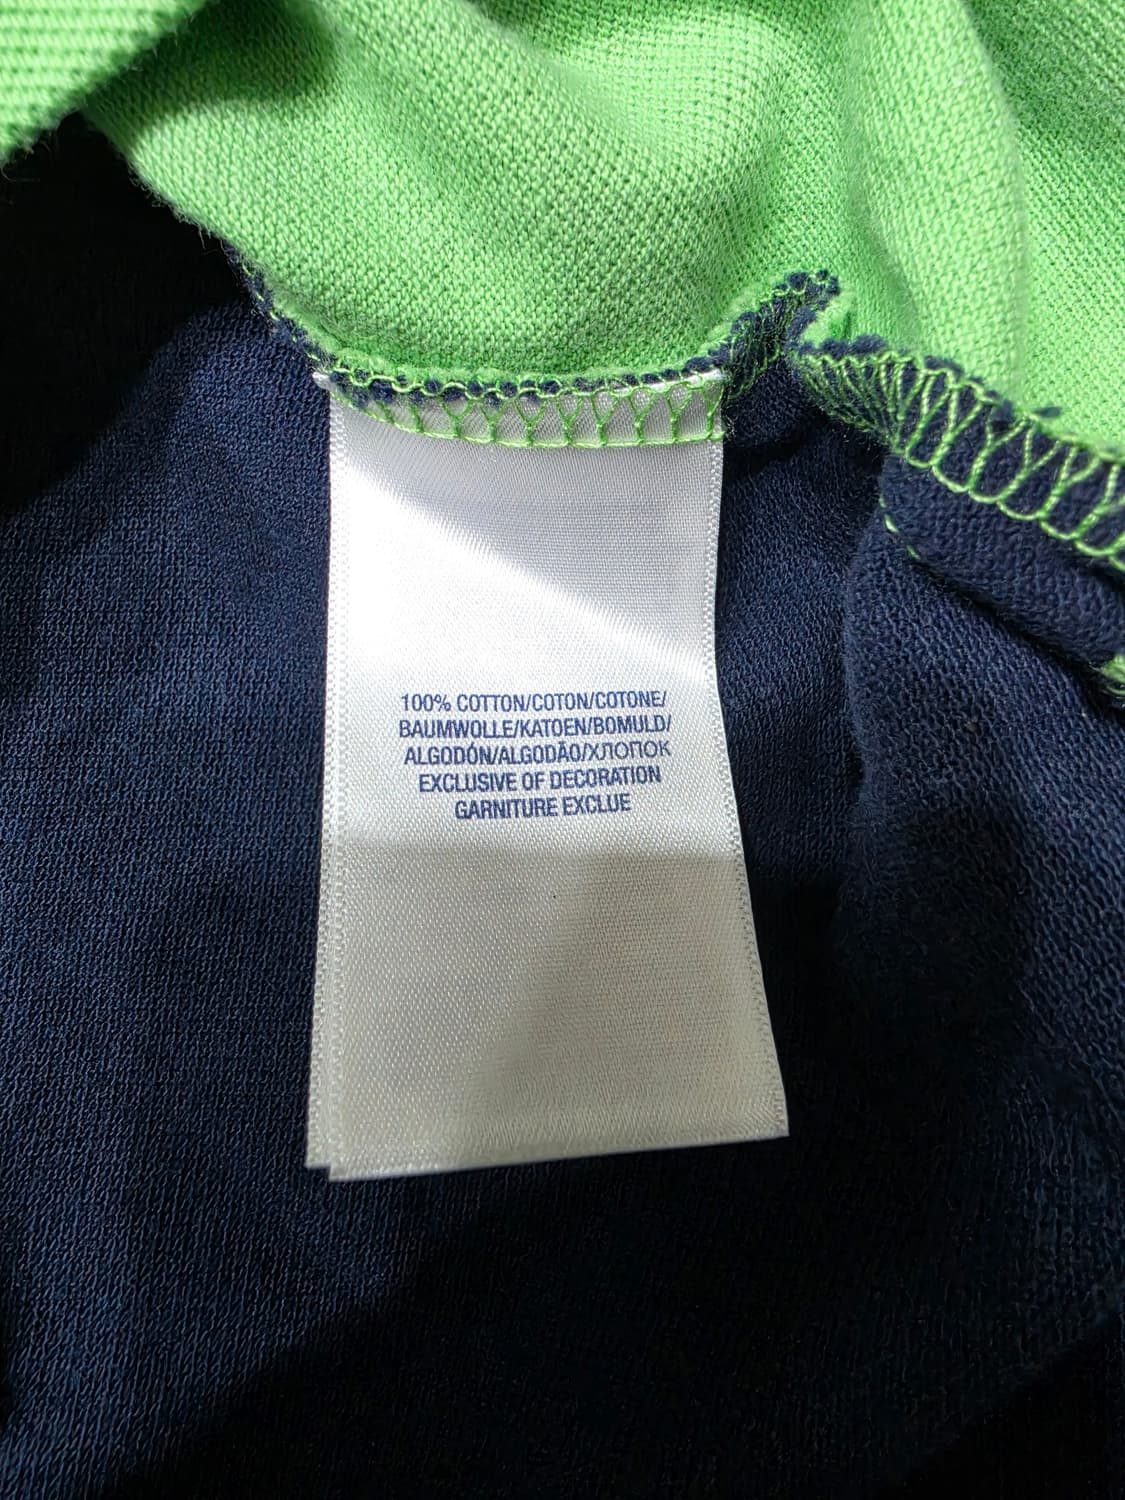 100% COTTON/COTON/COTONE/
BAUMWOLLE/KATOEN/BOMULD/
ALGODÓN/ALGODÃO/ХЛОПОК
EXCLUSIVE OF DECORATION
GARNITURE EXCLUE